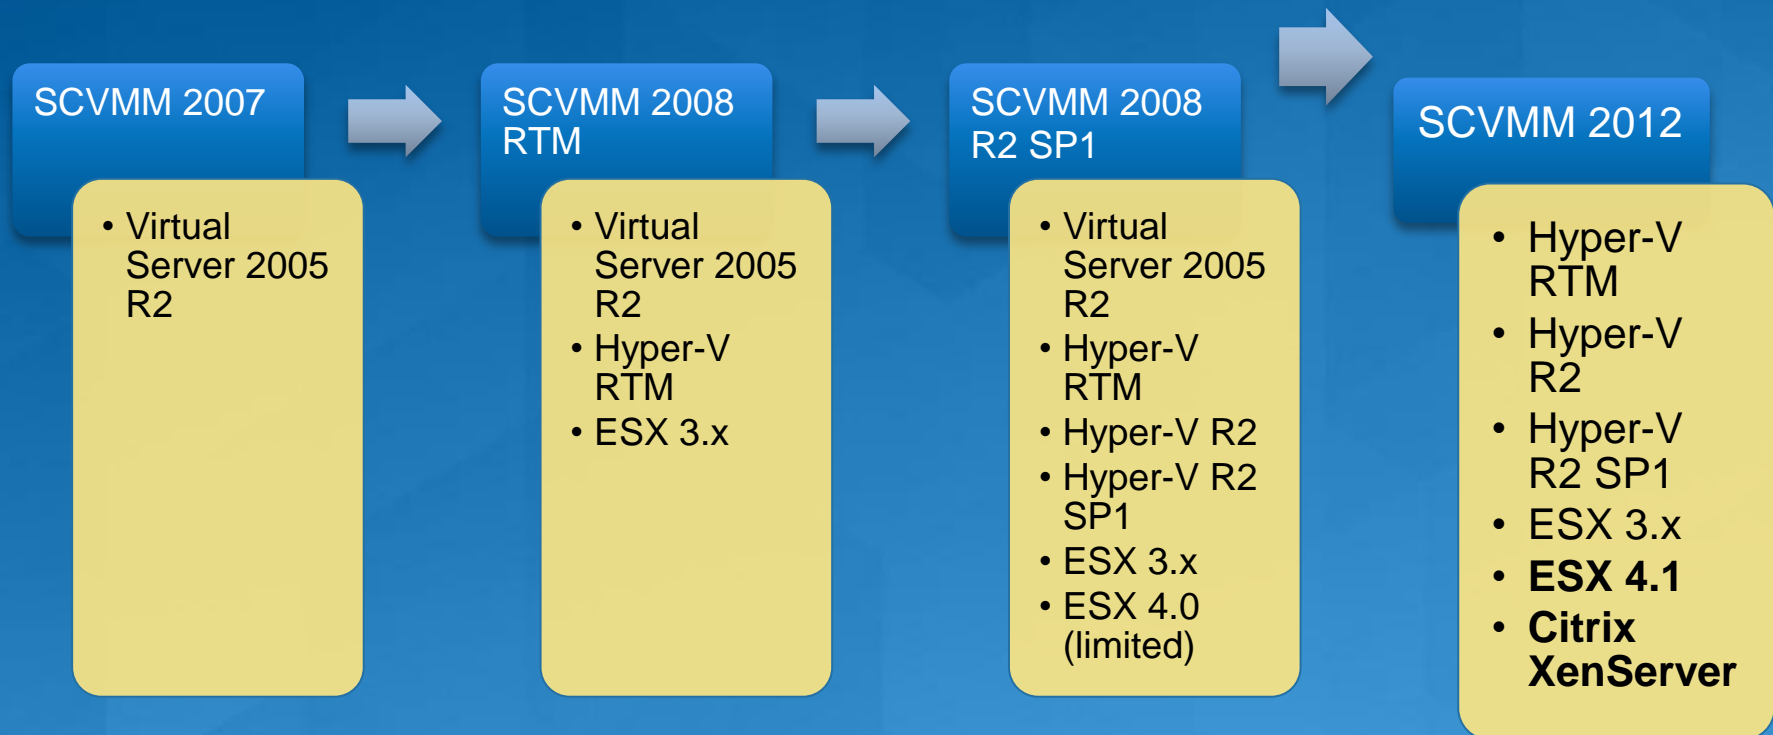 SCVMM 2007
• Virtual
Server 2005
R2
SCVMM 2008
RTM
• Virtual
Server 2005
R2
• Hyper-V
RTM
• ESX 3.x
SCVMM 2008
R2 SP1
• Virtual
Server 2005
R2
• Hyper-V
RTM
• Hyper-V R2
• Hyper-V R2
SP1
• ESX 3.x
• ESX 4.0
(limited)
SCVMM 2012
• Hyper-V
RTM
• Hyper-V
R2
• Hyper-V
R2 SP1
• ESX 3.x
• ESX 4.1
• Citrix
XenServer